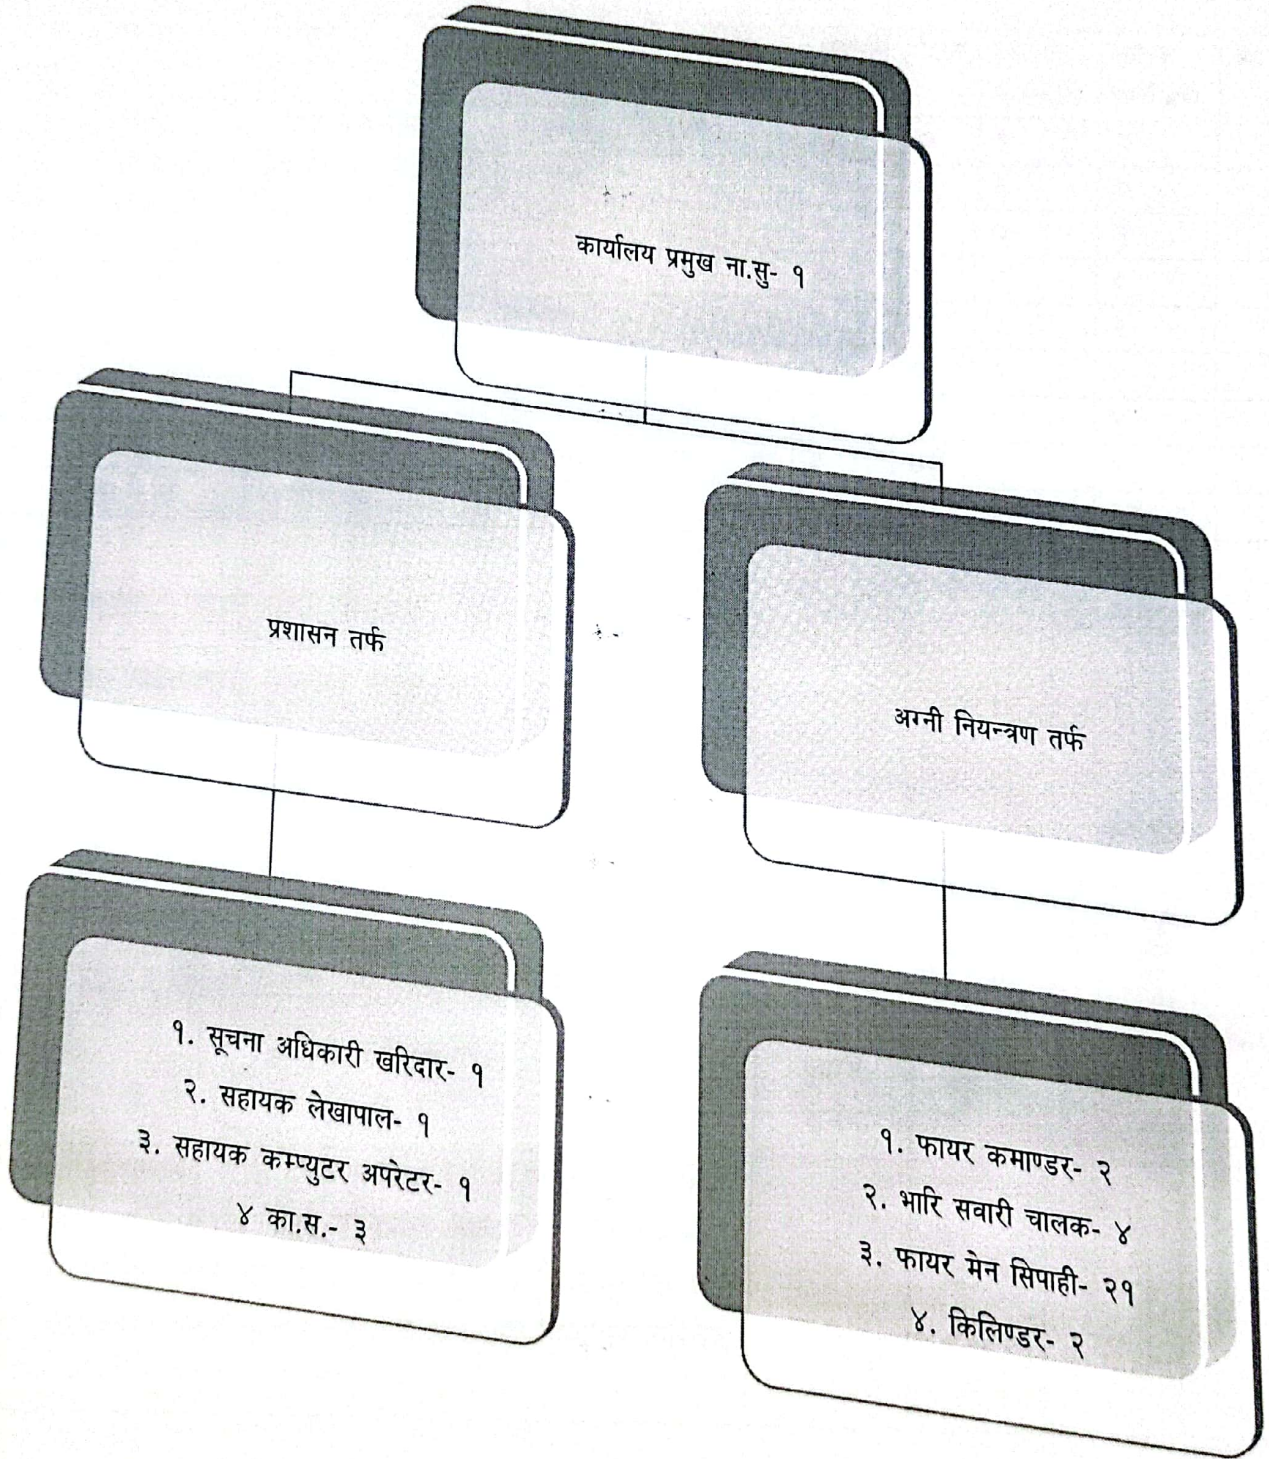 कार्यालय प्रमुख ना.सु- १
प्रशासन तर्फ
अग्नी नियन्त्रण तर्फ
१. सूचना अधिकारी खरिदार- १
२. सहायक लेखापाल- १
३. सहायक कम्प्युटर अपरेटर- १
४ का.स.- ३
१. फायर कमाण्डर- २
२. भारि सवारी चालक- ४
३. फायर मेन सिपाही- २१
४. किलिण्डर- २